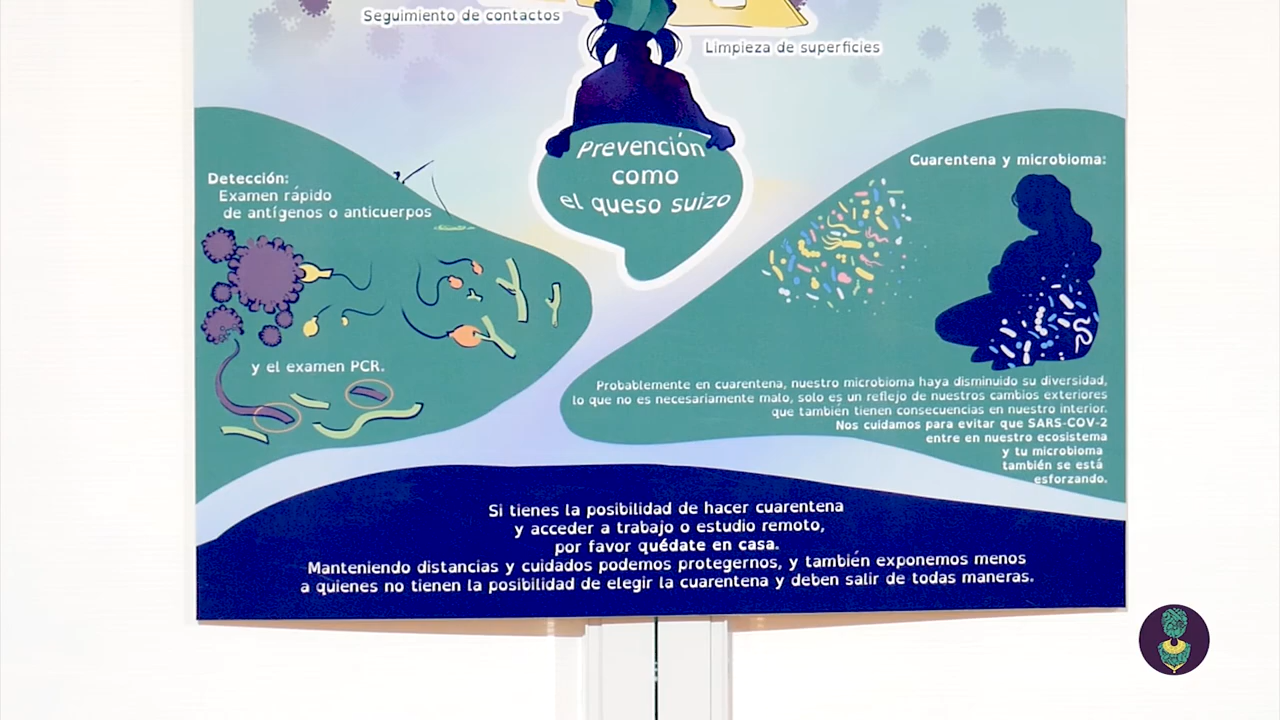 Seguimiento de contactos
Limpieza de superficies
Prevención
como
el queso suizo
Detección:
Examen rápido
de antígenos o anticuerpos
y el examen PCR.
Cuarentena y microbioma:
Probablemente en cuarentena, nuestro microbioma haya disminuido su diversidad,
lo que no es necesariamente malo, solo es un reflejo de nuestros cambios exteriores
que también tienen consecuencias en nuestro interior.
Nos cuidamos para evitar que SARS-COV-2
entre en nuestro ecosistema
y tu microbioma
también se está
esforzando.
Si tienes la posibilidad de hacer cuarentena
y acceder a trabajo o estudio remoto,
por favor quédate en casa.
Manteniendo distancias y cuidados podemos protegernos, y también exponemos menos
a quienes no tienen la posibilidad de elegir la cuarentena y deben salir de todas maneras.